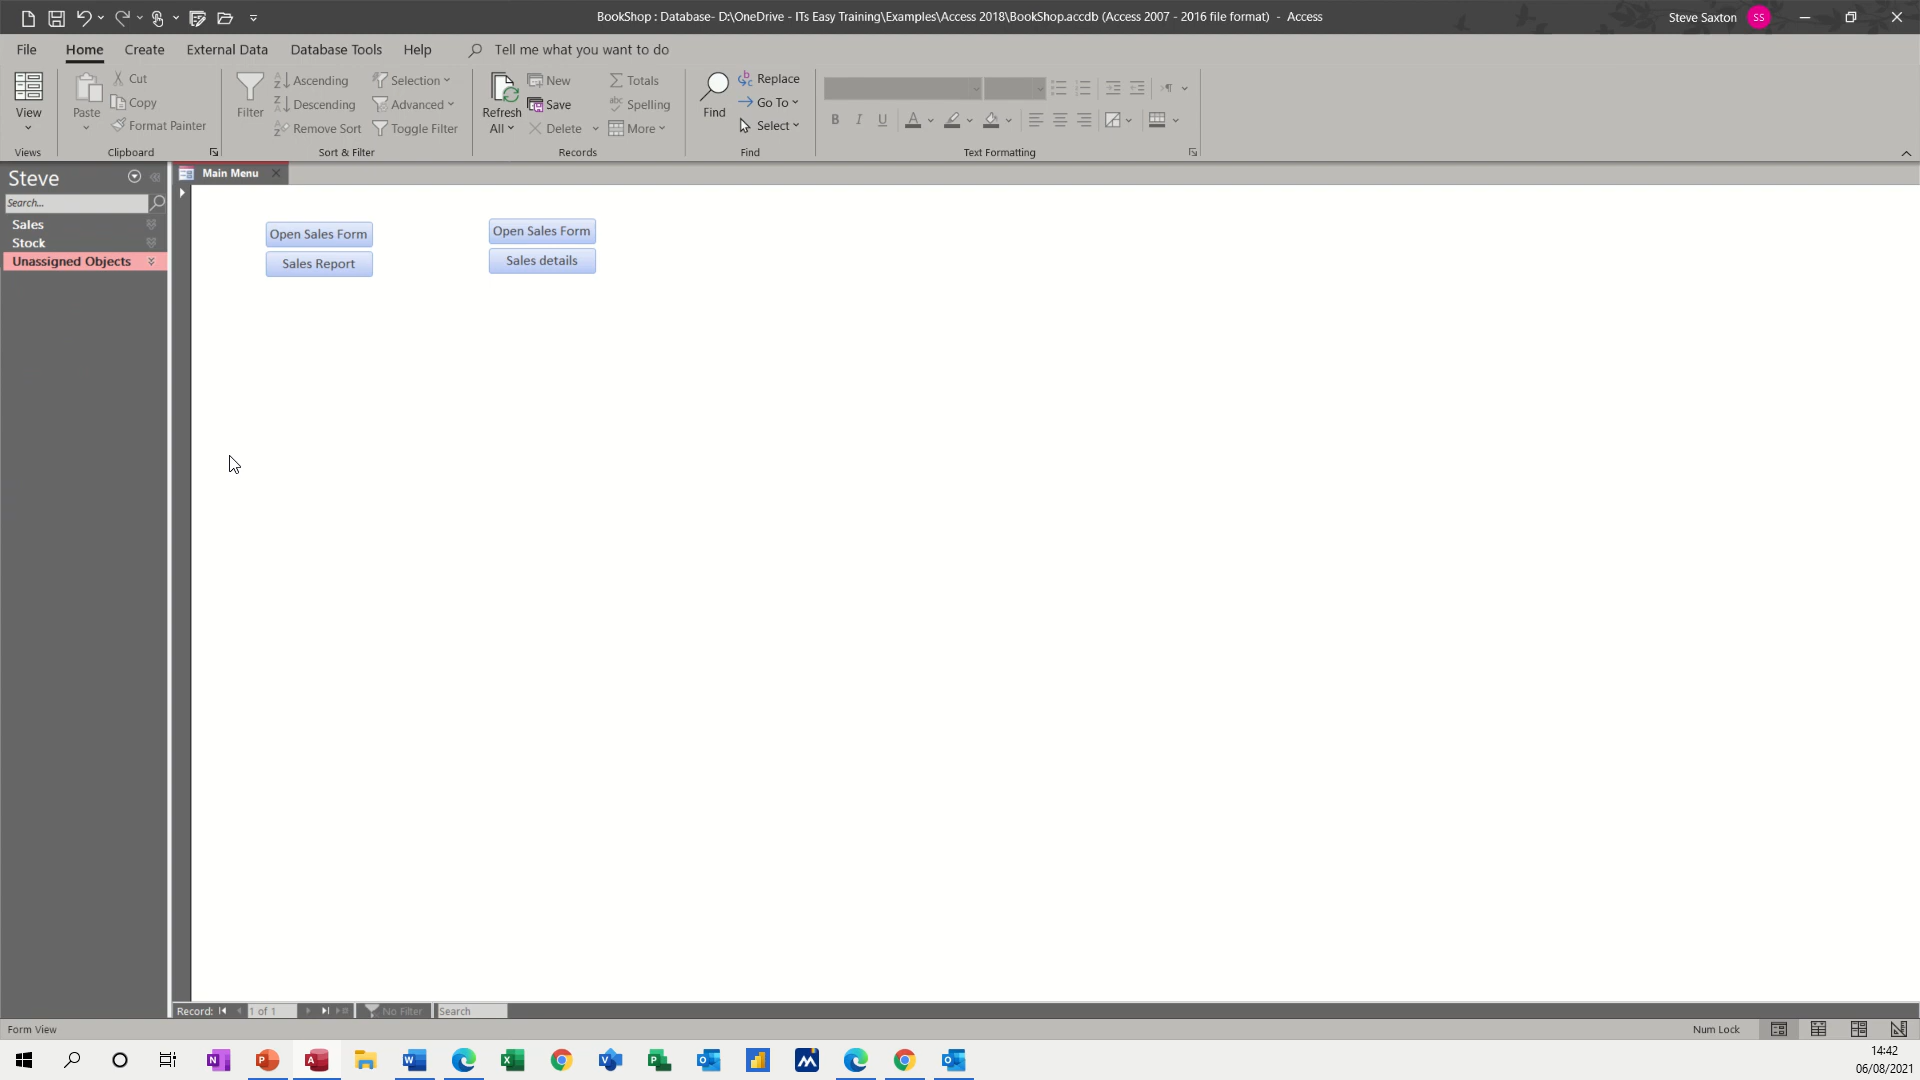 BookShop : Database- D:\OneDrive - ITs Easy Training\Examples\Access 2018\BookShop.accdb (Access 2007 - 2016 file format) - Access
Steve Saxton SS
File Home Create External Data Database Tools Help Tell me what you want to do
View
Views
Paste
Cut
Copy
Format Painter
Clipboard
Filter
Ascending
Descending
Remove Sort
Selection
Advanced
Toggle Filter
Sort & Filter
Refresh
All
New
Save
Delete
Totals
Spelling
More
Records
Find
Replace
Go To
Select
Find
B I U
Text Formatting
Steve
Search...
Sales
Stock
Unassigned Objects
Main Menu
Open Sales Form
Sales Report
Open Sales Form
Sales details
Record: 1 of 1 No Filter Search
Form View
Num Lock
14:42
06/08/2021